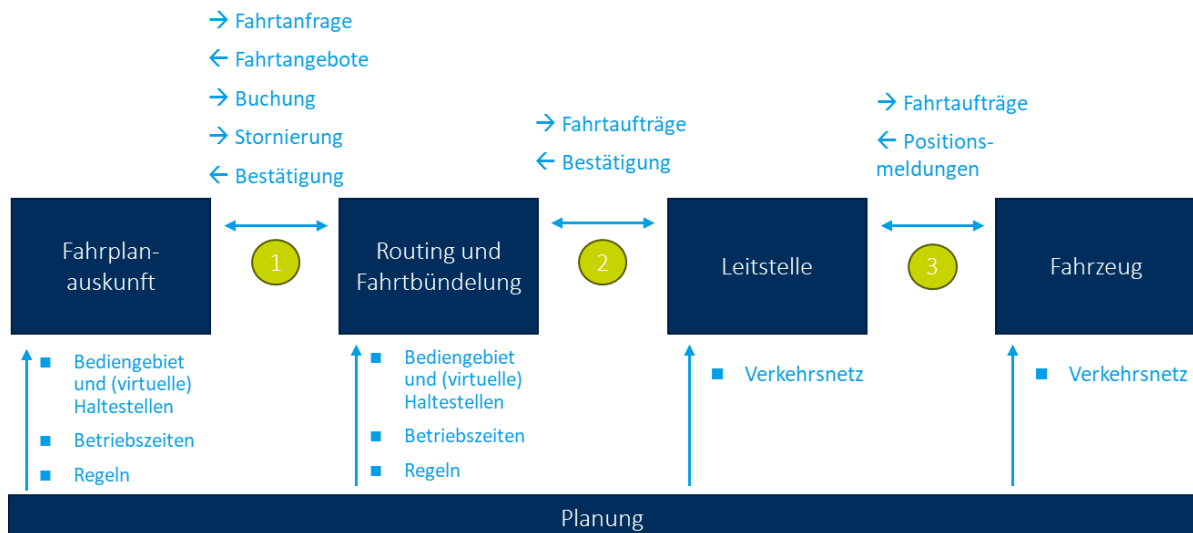 → Fahrtanfrage
← Fahrtangebote
→ Buchung
→ Stornierung
← Bestätigung
→ Fahrtaufträge
← Bestätigung
→ Fahrtaufträge
← Positions-
meldungen
Fahrplan-
auskunft
1
Routing und
Fahrtbündelung
2
Leitstelle
3
Fahrzeug
■ Bediengebiet
und (virtuelle)
Haltestellen
■ Betriebszeiten
■ Regeln
■ Bediengebiet
und (virtuelle)
Haltestellen
■ Betriebszeiten
■ Regeln
■ Verkehrsnetz
■ Verkehrsnetz
Planung